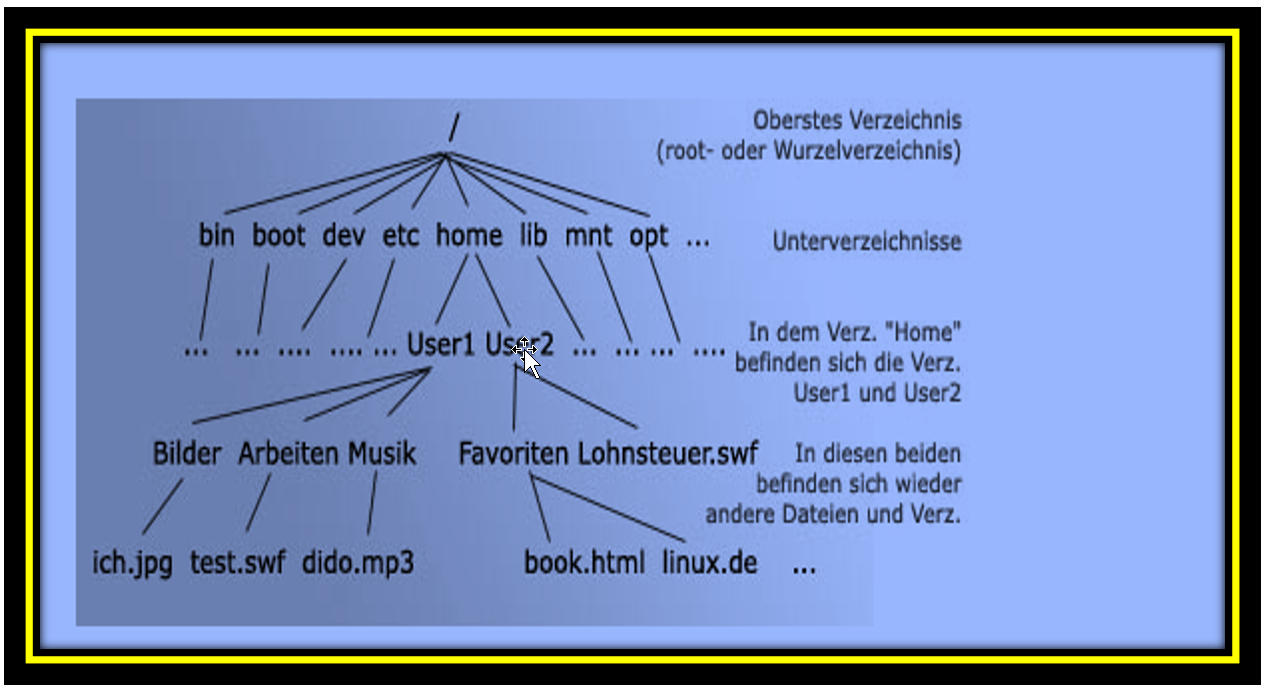 /
Oberstes Verzeichnis
(root- oder Wurzelverzeichnis)
bin boot dev etc home lib mnt opt ...
Unterverzeichnisse
... ... .... .... ... User1 User2 ... ... ... ....
In dem Verz. "Home"
befinden sich die Verz.
User1 und User2
Bilder Arbeiten Musik Favoriten Lohnsteuer.swf
In diesen beiden
befinden sich wieder
andere Dateien und Verz.
ich.jpg test.swf dido.mp3 book.html linux.de ...